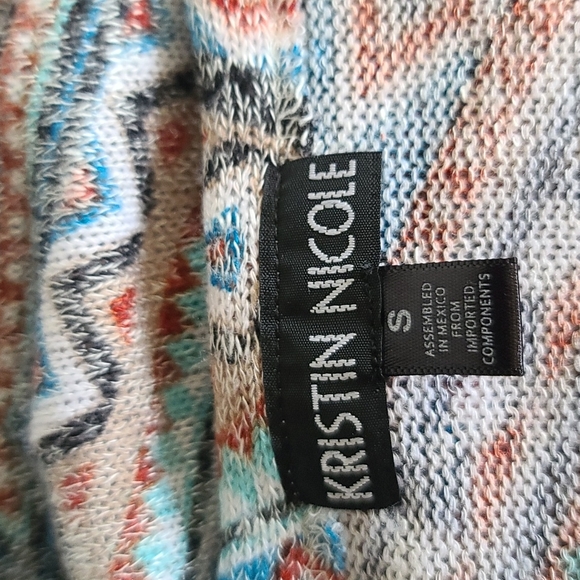 KRISTIN NICOLE
S
ASSEMBLED
IN MEXICO
FROM
IMPORTED
COMPONENTS